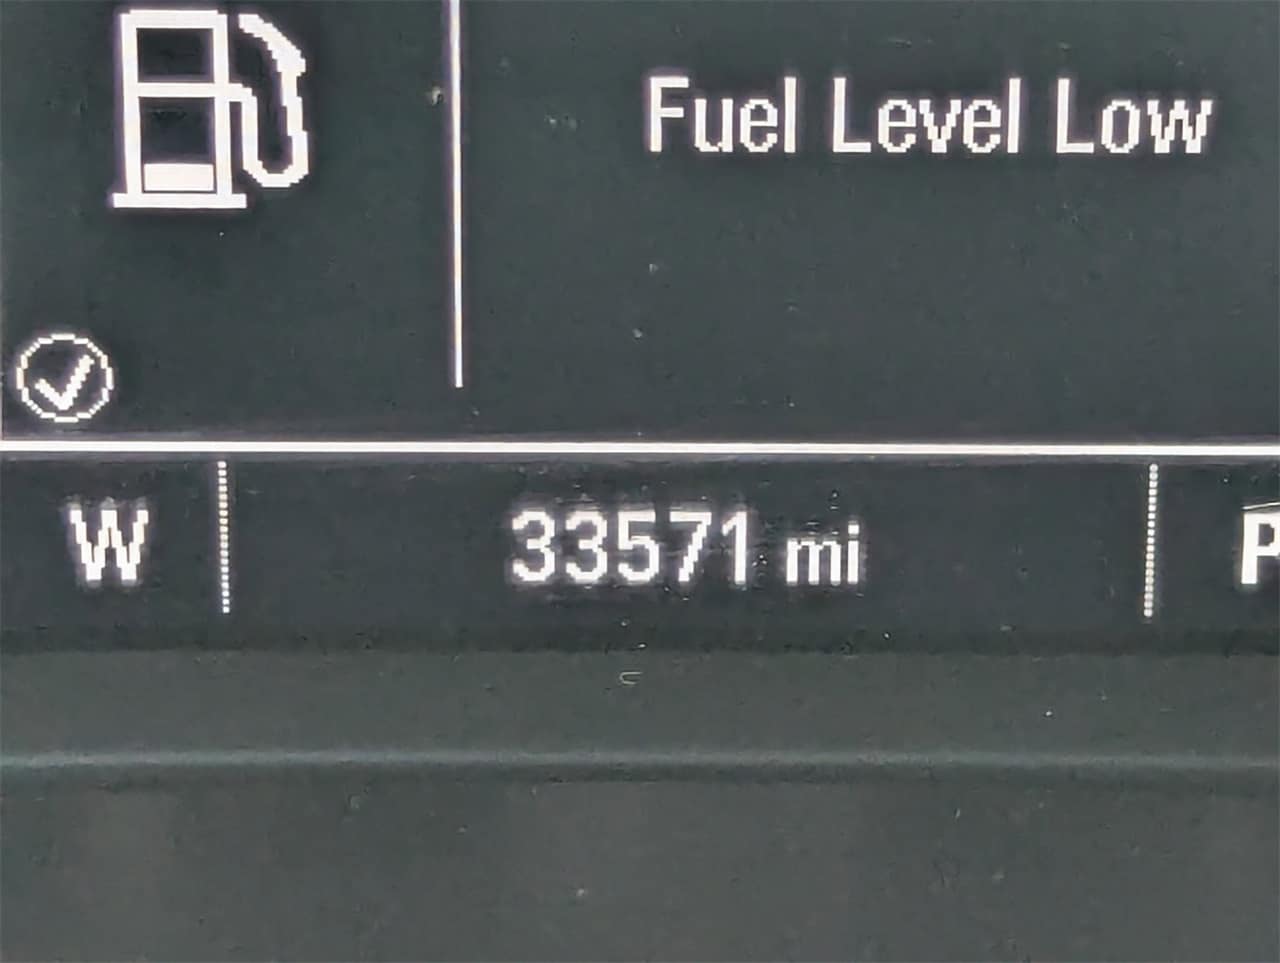 Fuel Level Low
W 33571 mi P